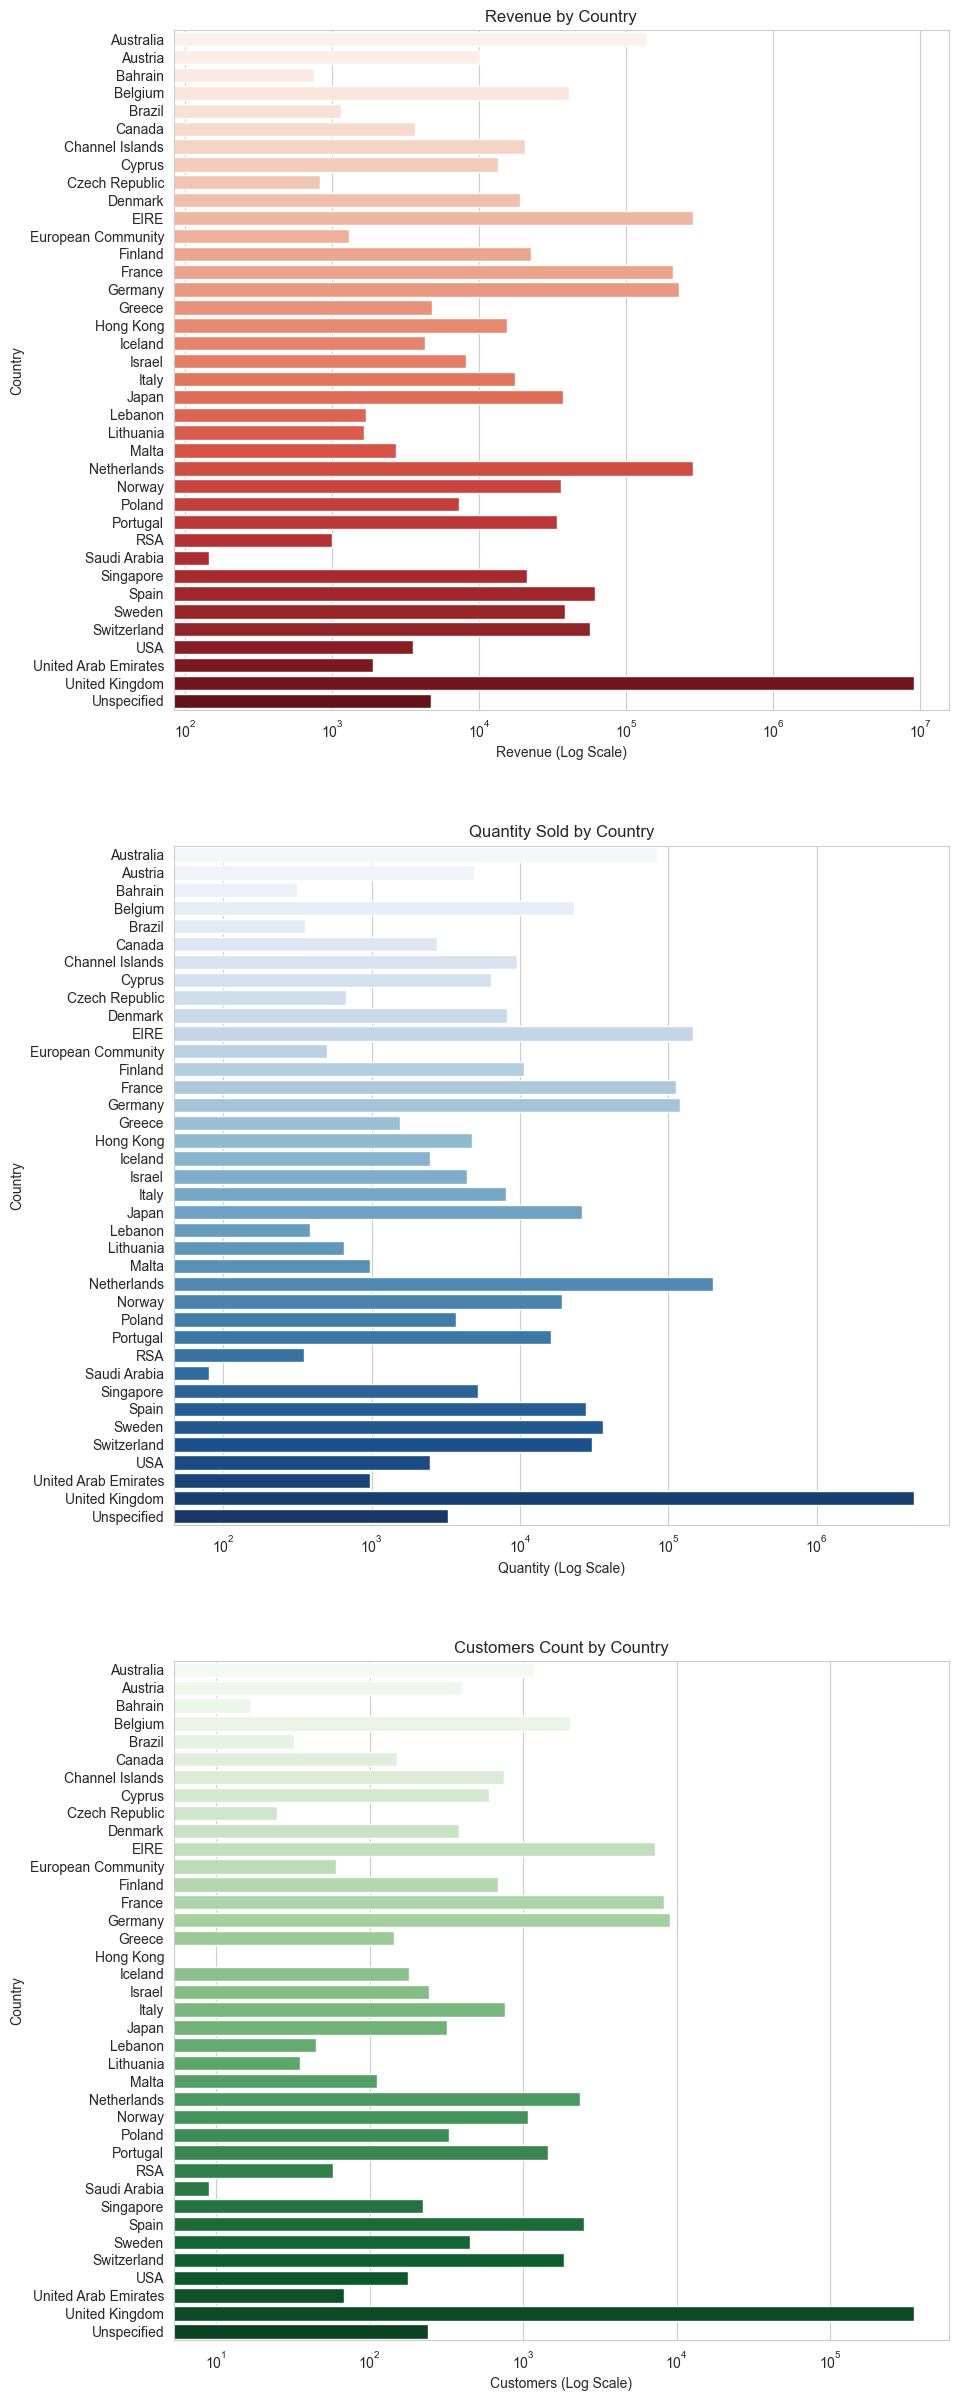 Revenue by Country
Australia
Austria
Bahrain
Belgium
Brazil
Canada
Channel Islands
Cyprus
Czech Republic
Denmark
EIRE
European Community
Finland
France
Germany
Greece
Hong Kong
Iceland
Israel
Italy
Japan
Lebanon
Lithuania
Malta
Netherlands
Norway
Poland
Portugal
RSA
Saudi Arabia
Singapore
Spain
Sweden
Switzerland
USA
United Arab Emirates
United Kingdom
Unspecified
Country
10² 10³ 10⁴ 10⁵ 10⁶ 10⁷
Revenue (Log Scale)
Quantity Sold by Country
Australia
Austria
Bahrain
Belgium
Brazil
Canada
Channel Islands
Cyprus
Czech Republic
Denmark
EIRE
European Community
Finland
France
Germany
Greece
Hong Kong
Iceland
Israel
Italy
Japan
Lebanon
Lithuania
Malta
Netherlands
Norway
Poland
Portugal
RSA
Saudi Arabia
Singapore
Spain
Sweden
Switzerland
USA
United Arab Emirates
United Kingdom
Unspecified
Country
10² 10³ 10⁴ 10⁵ 10⁶
Quantity (Log Scale)
Customers Count by Country
Australia
Austria
Bahrain
Belgium
Brazil
Canada
Channel Islands
Cyprus
Czech Republic
Denmark
EIRE
European Community
Finland
France
Germany
Greece
Hong Kong
Iceland
Israel
Italy
Japan
Lebanon
Lithuania
Malta
Netherlands
Norway
Poland
Portugal
RSA
Saudi Arabia
Singapore
Spain
Sweden
Switzerland
USA
United Arab Emirates
United Kingdom
Unspecified
Country
10¹ 10² 10³ 10⁴ 10⁵
Customers (Log Scale)